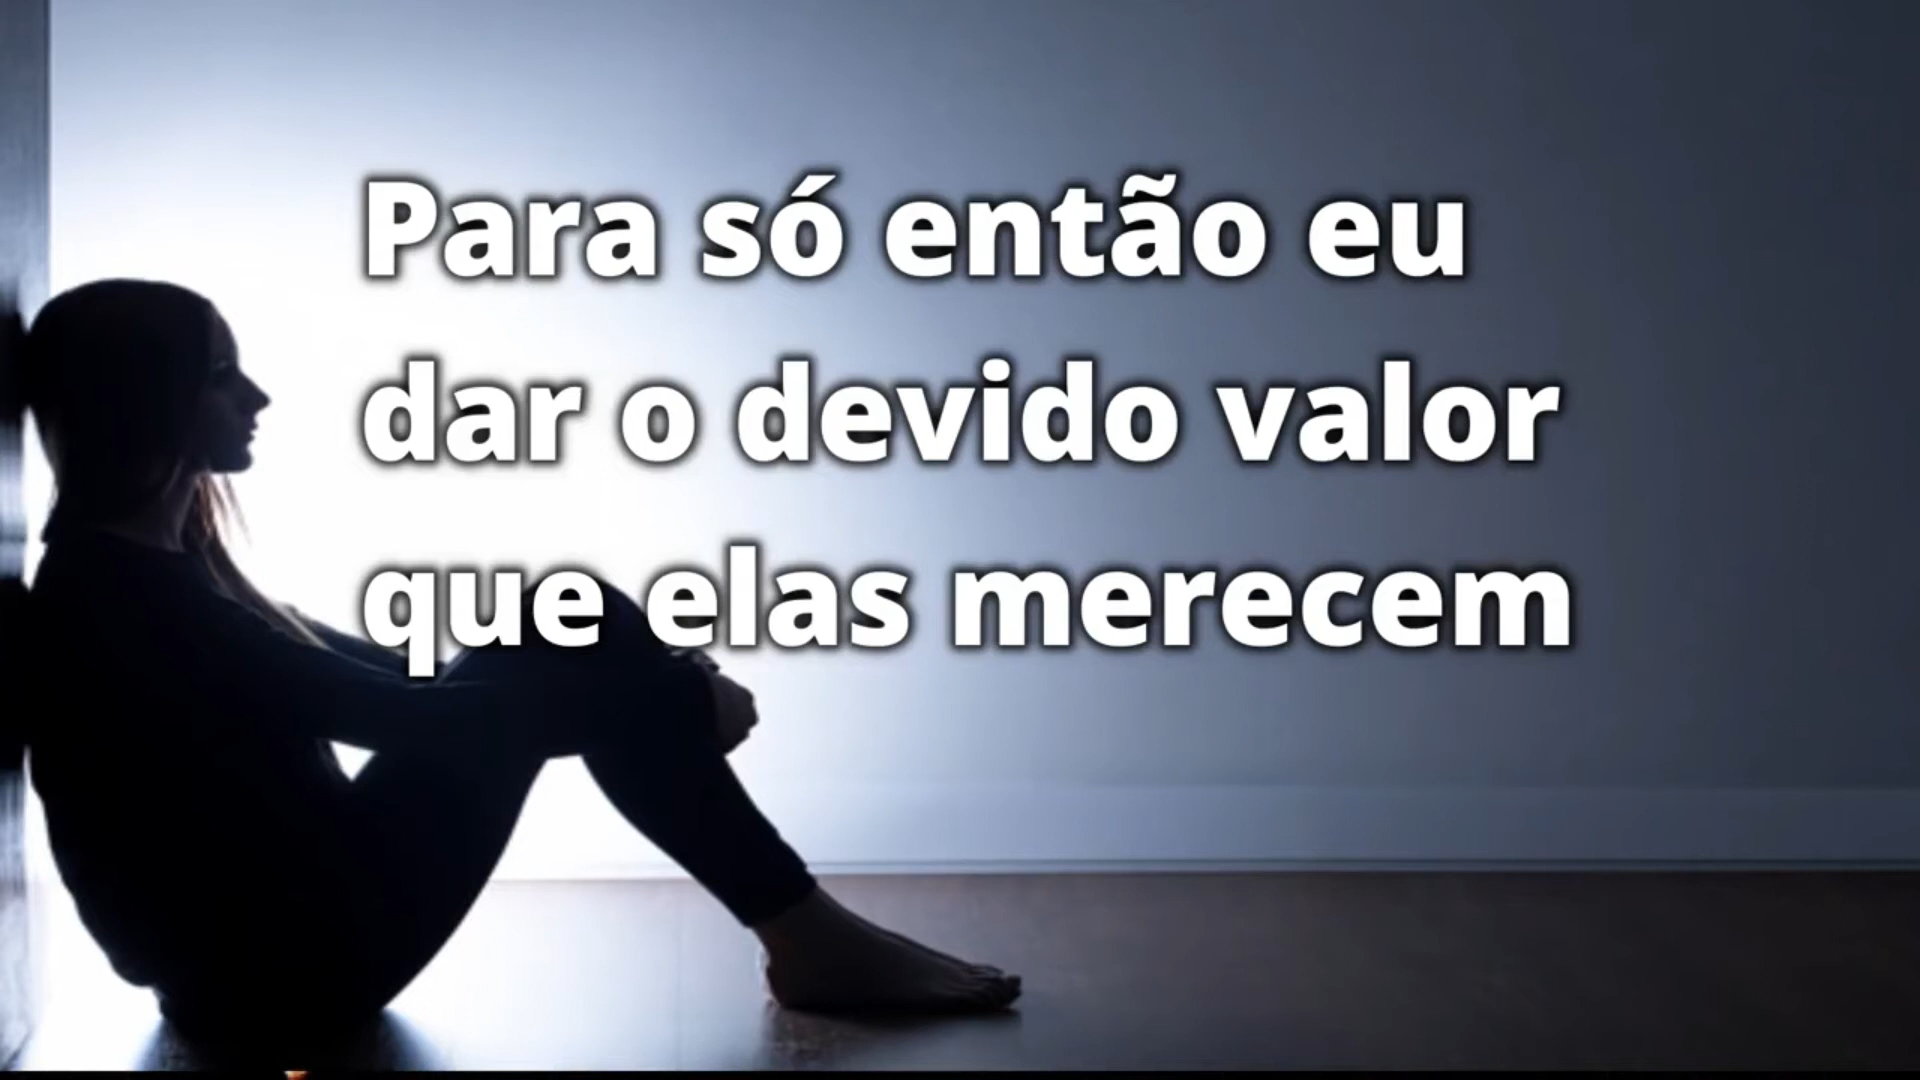 Para só então eu
dar o devido valor
que elas merecem